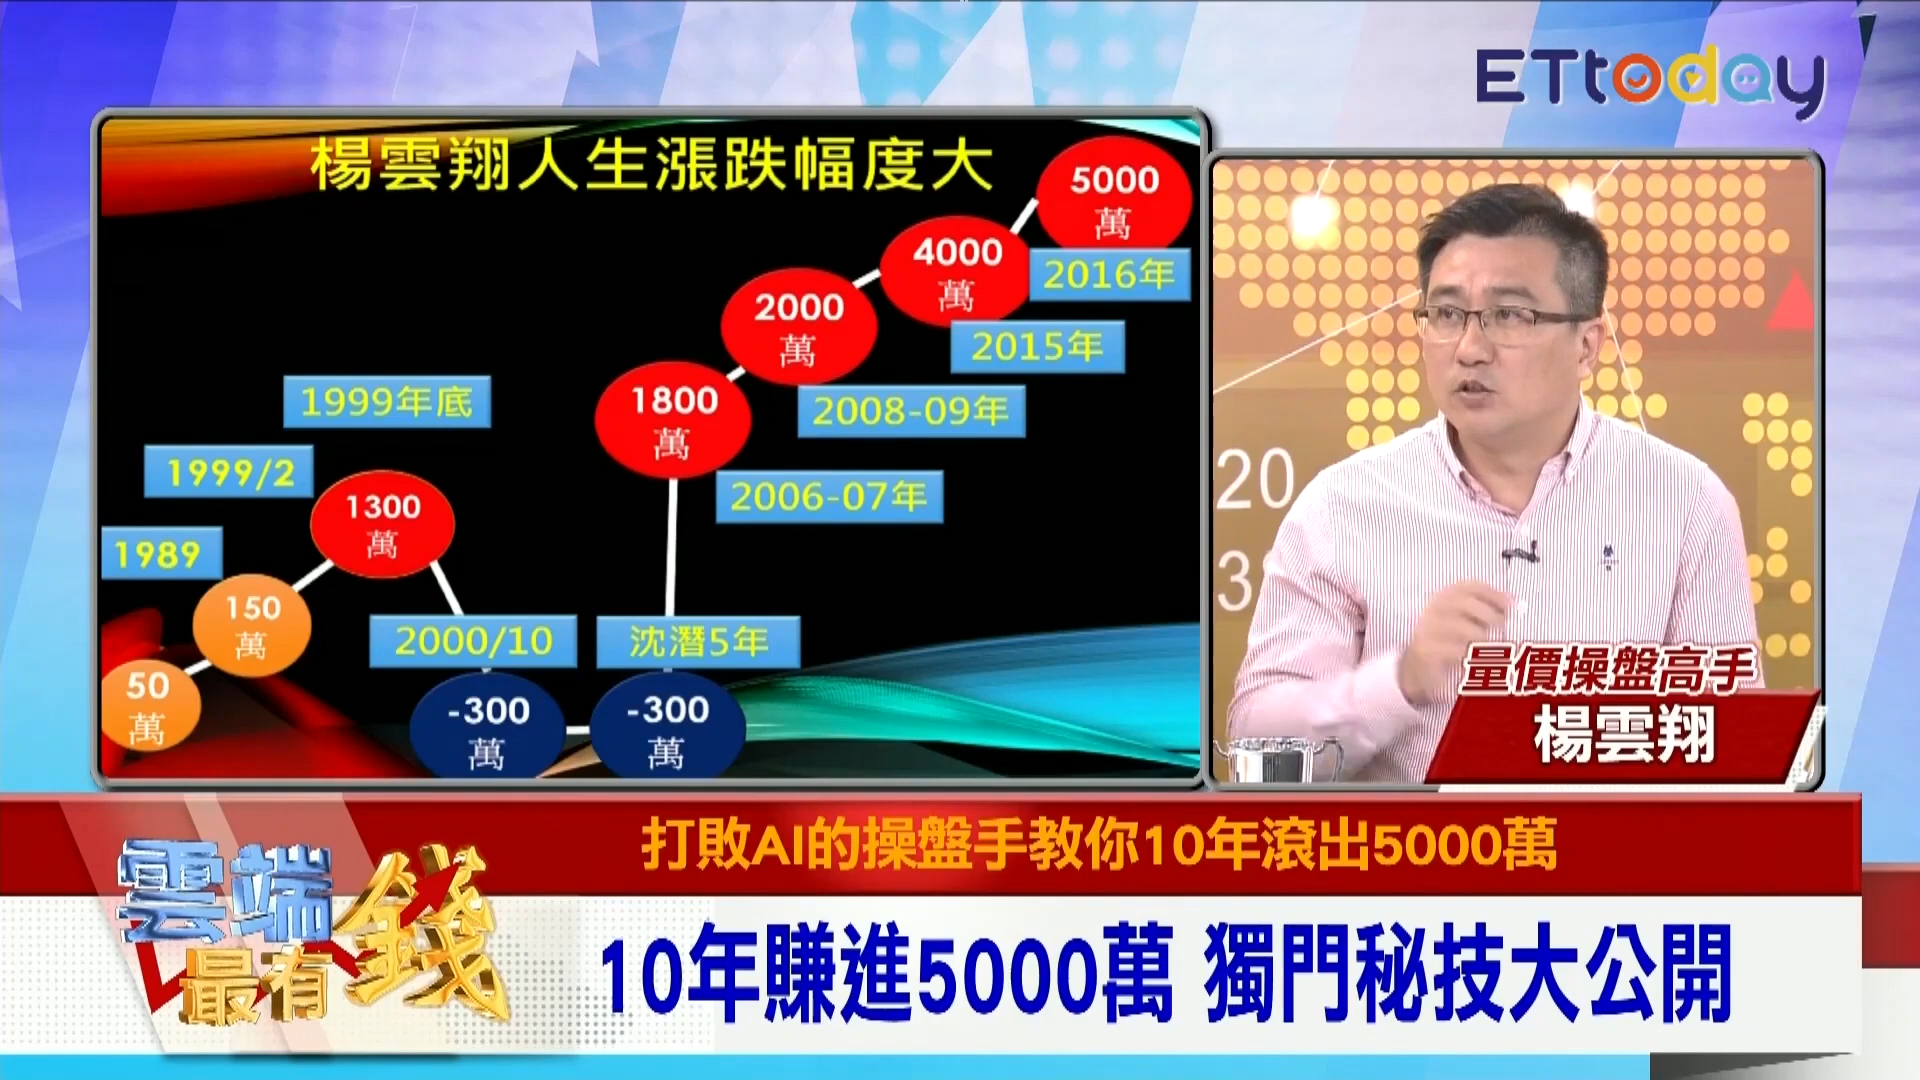 ETtoday
楊雲翔人生漲跌幅度大
5000
萬
2016年
4000
萬
2015年
2000
萬
2008-09年
1800
萬
2006-07年
1999年底
1999/2
1300
萬
1989
150
萬
50
萬
2000/10
-300
萬
沈潛5年
-300
萬
20
3
量價操盤高手
楊雲翔
打敗AI的操盤手教你10年滾出5000萬
雲端
最有錢
10年賺進5000萬 獨門秘技大公開